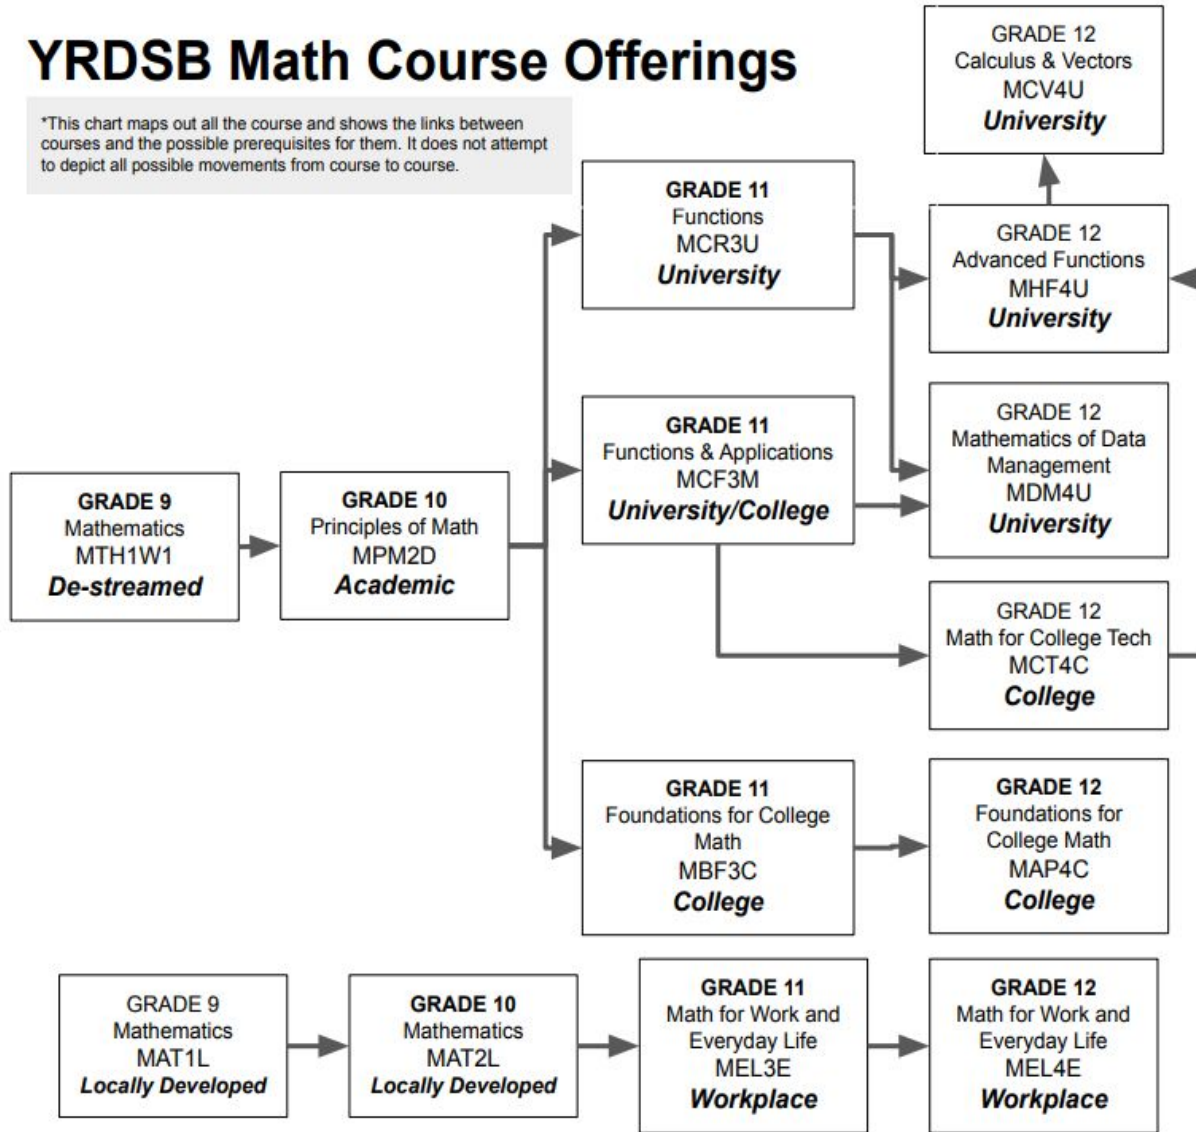 YRDSB Math Course Offerings
*This chart maps out all the course and shows the links between
courses and the possible prerequisites for them. It does not attempt
to depict all possible movements from course to course.
GRADE 12
Calculus & Vectors
MCV4U
University
GRADE 11
Functions
MCR3U
University
GRADE 12
Advanced Functions
MHF4U
University
GRADE 11
Functions & Applications
MCF3M
University/College
GRADE 12
Mathematics of Data
Management
MDM4U
University
GRADE 9
Mathematics
MTH1W1
De-streamed
GRADE 10
Principles of Math
MPM2D
Academic
GRADE 12
Math for College Tech
MCT4C
College
GRADE 11
Foundations for College
Math
MBF3C
College
GRADE 12
Foundations for
College Math
MAP4C
College
GRADE 9
Mathematics
MAT1L
Locally Developed
GRADE 10
Mathematics
MAT2L
Locally Developed
GRADE 11
Math for Work and
Everyday Life
MEL3E
Workplace
GRADE 12
Math for Work and
Everyday Life
MEL4E
Workplace